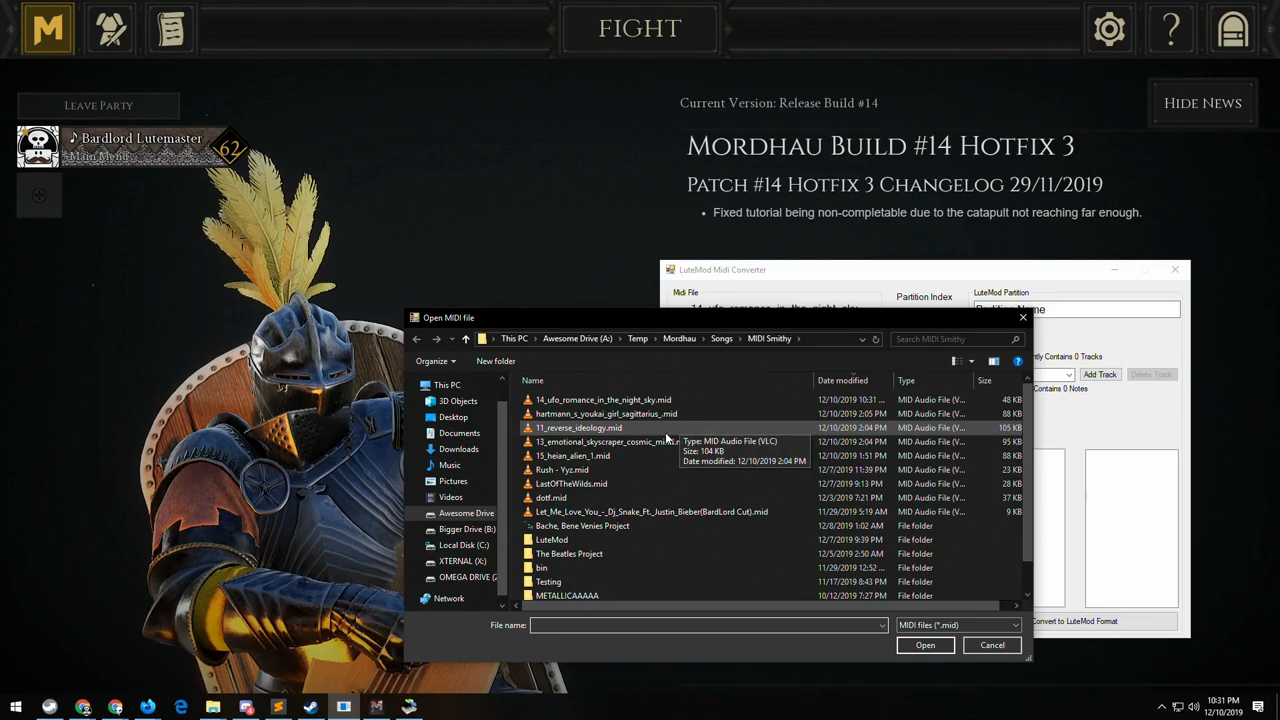 M
FIGHT
?
LEAVE PARTY
♪ Bardlord Lutemaster
Main Menu
62
Current Version: Release Build #14
HIDE NEWS
MORDHAU BUILD #14 HOTFIX 3
PATCH #14 HOTFIX 3 CHANGELOG 29/11/2019
• Fixed tutorial being non-completable due to the catapult not reaching far enough.
LuteMod Midi Converter
Midi File
Partition Index
LuteMod Partition
Contains 0 Tracks
Add Track
Delete Track
Contains 0 Notes
Convert to LuteMod Format
Open MIDI file
This PC > Awesome Drive (A:) > Temp > Mordhau > Songs > MIDI Smithy >
Search MIDI Smithy
Organize
New folder
This PC
3D Objects
Desktop
Documents
Downloads
Music
Pictures
Videos
Awesome Drive
Bigger Drive (B:)
Local Disk (C:)
XTERNAL (X:)
OMEGA DRIVE (Z
Network
Name Date modified Type Size
14_ufo_romance_in_the_night_sky.mid 12/10/2019 10:31 ... MID Audio File (V... 48 KB
hartmann_s_youkai_girl_sagittarius_.mid 12/10/2019 2:05 PM MID Audio File (V... 88 KB
11_reverse_ideology.mid 12/10/2019 2:04 PM MID Audio File (V... 105 KB
13_emotional_skyscraper_cosmic_mind. 12/10/2019 2:04 PM MID Audio File (V... 95 KB
15_heian_alien_1.mid 12/10/2019 1:51 PM MID Audio File (V... 88 KB
Rush - Yyz.mid 12/7/2019 11:39 PM MID Audio File (V... 23 KB
LastOfTheWilds.mid 12/7/2019 9:13 PM MID Audio File (V... 28 KB
dotf.mid 12/3/2019 7:21 PM MID Audio File (V... 37 KB
Let_Me_Love_You_-_Dj_Snake_Ft._Justin_Bieber(BardLord Cut).mid 11/29/2019 5:19 AM MID Audio File (V... 9 KB
Bache, Bene Venies Project 12/8/2019 1:02 AM File folder
LuteMod 12/7/2019 9:39 PM File folder
The Beatles Project 12/5/2019 2:50 AM File folder
bin 11/29/2019 12:52 ... File folder
Testing 11/17/2019 8:43 PM File folder
METALLICAAAAA 10/12/2019 7:27 PM File folder
Type: MID Audio File (VLC)
Size: 104 KB
Date modified: 12/10/2019 2:04 PM
File name:
MIDI files (*.mid)
Open
Cancel
10:31 PM
12/10/2019